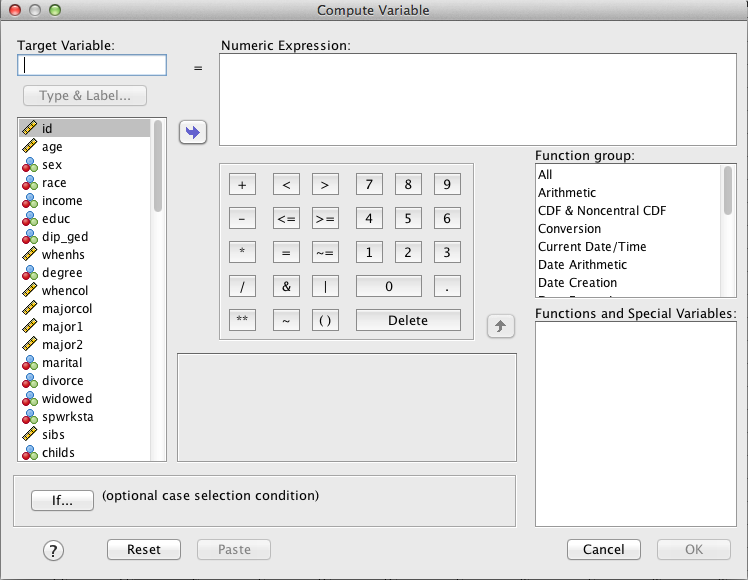 Compute Variable
Target Variable:
Numeric Expression:
=
Type & Label...
id
age
sex
race
income
educ
dip_ged
whenhs
degree
whencol
majorcol
major1
major2
marital
divorce
widowed
spwrksta
sibs
childs
+ < > 7 8 9
- <= >= 4 5 6
* = ~= 1 2 3
/ & | 0 .
** ~ () Delete
Function group:
All
Arithmetic
CDF & Noncentral CDF
Conversion
Current Date/Time
Date Arithmetic
Date Creation
Functions and Special Variables:
If... (optional case selection condition)
? Reset Paste Cancel OK